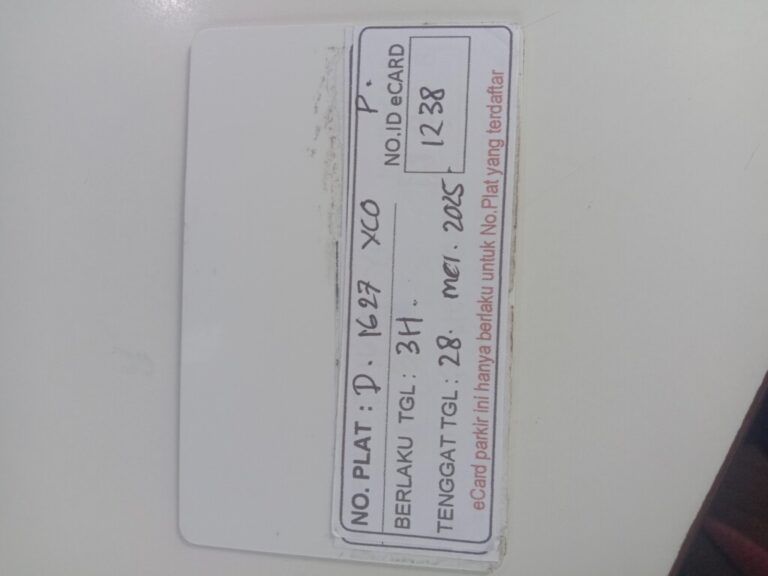 NO. PLAT : D. 1627 XCO P.
BERLAKU TGL : 3H.
NO.ID eCARD
1238
TENGGAT TGL : 28. mei. 2025.
eCard parkir ini hanya berlaku untuk No.Plat yang terdaftar